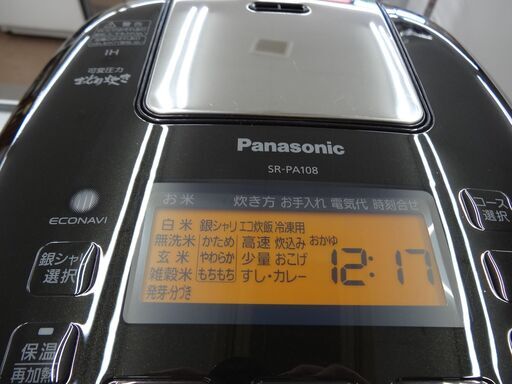 IH
可変圧力
おどり炊き
Panasonic
SR-PA108
ECONAVI
お米 炊き方 お手入れ 電気代 時刻合せ
白米 銀シャリ エコ炊飯 冷凍用
無洗米 かため 高速 炊込み おかゆ
玄米 やわらか 少量 おこげ
雑穀米 もちもち すし・カレー
発芽・分づき
12:17
銀シャリ
選択
保温
再加熱
コース
選択